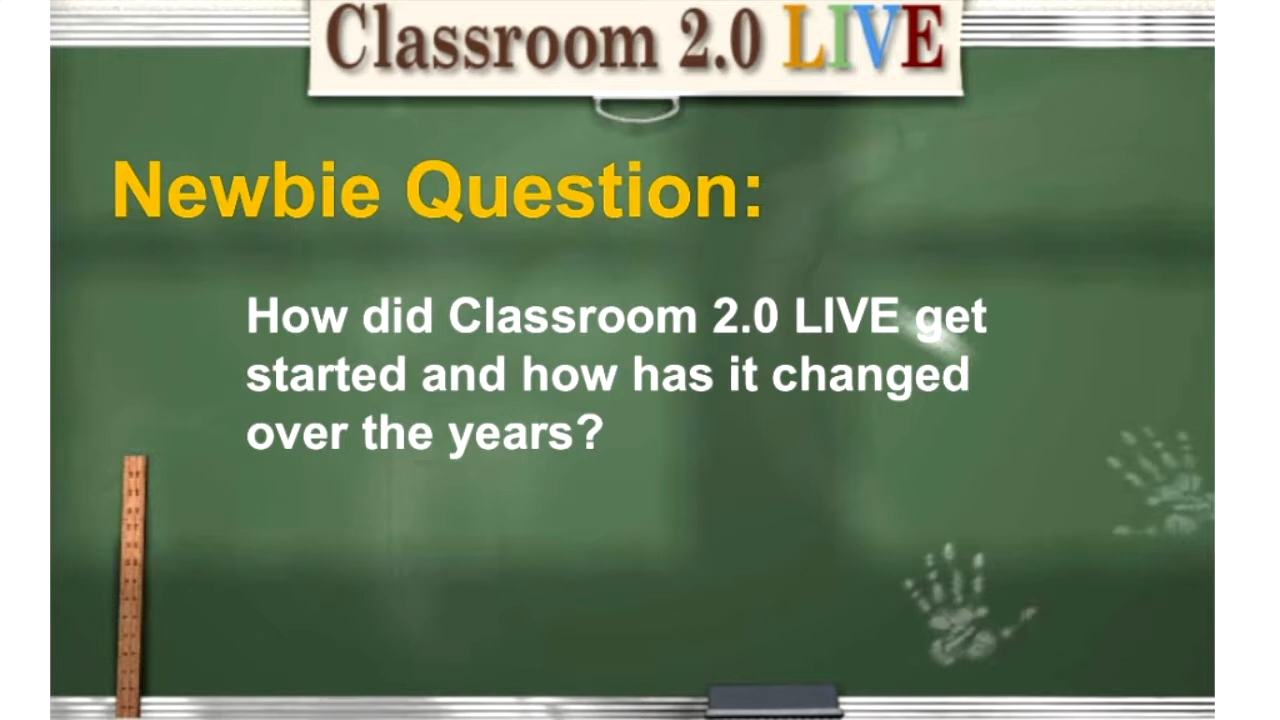 Classroom 2.0 LIVE
Newbie Question:
How did Classroom 2.0 LIVE get
started and how has it changed
over the years?